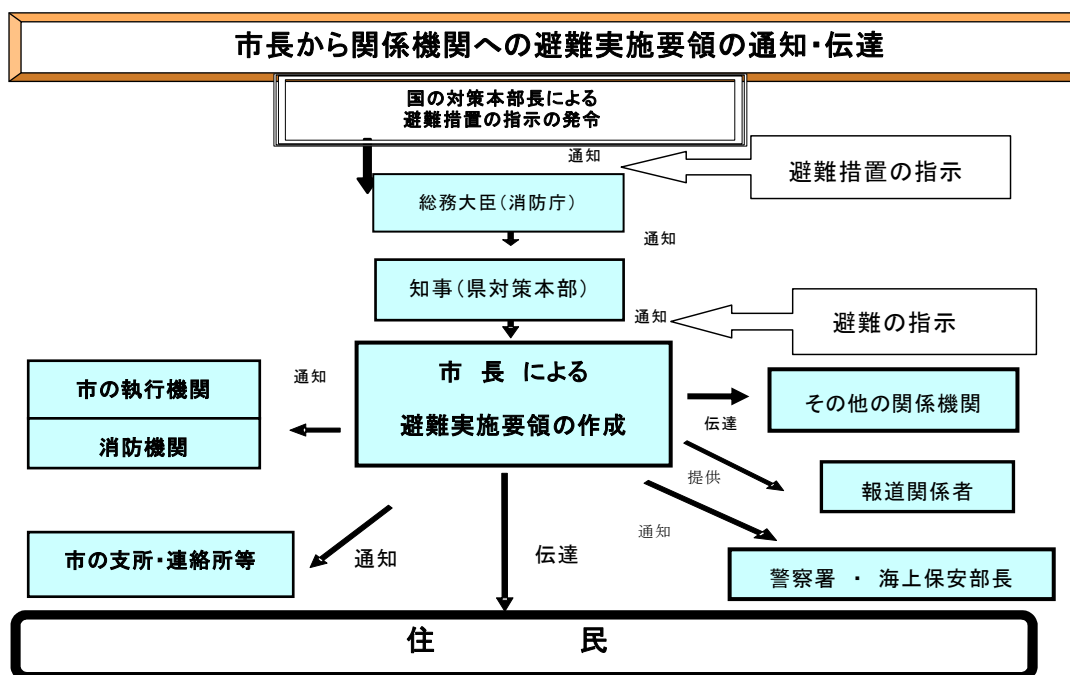 市長から関係機関への避難実施要領の通知・伝達
国の対策本部長による
避難措置の指示の発令
通知
避難措置の指示
総務大臣(消防庁)
通知
知事(県対策本部)
通知
避難の指示
市 長 による
避難実施要領の作成
市の執行機関
消防機関
通知
その他の関係機関
伝達
報道関係者
提供
市の支所・連絡所等
通知
伝達
通知
警察署 ・ 海上保安部長
住 民